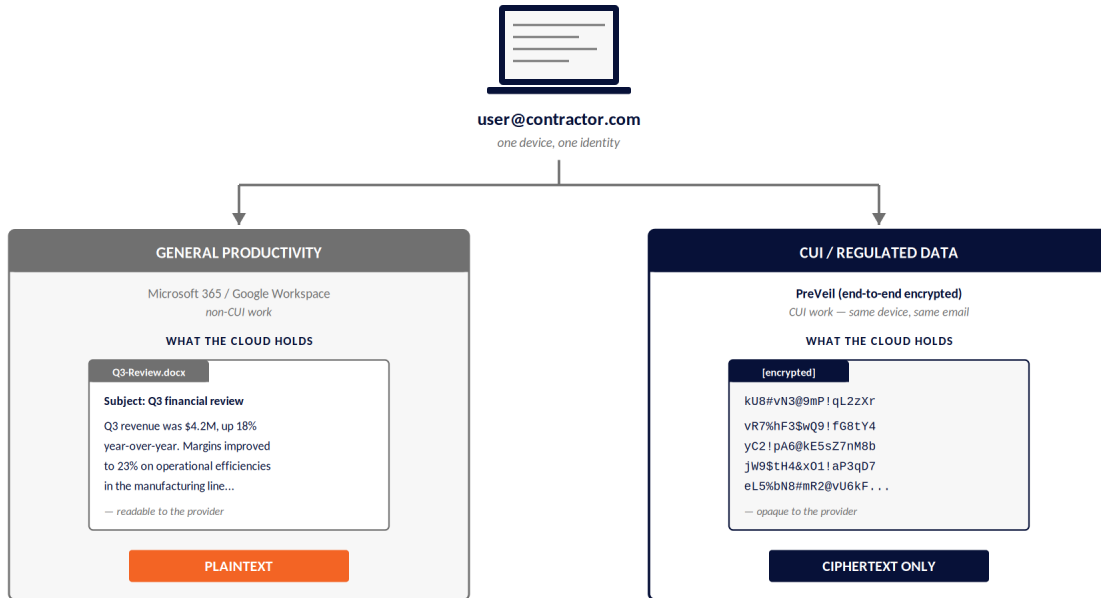 user@contractor.com
one device, one identity
GENERAL PRODUCTIVITY
Microsoft 365 / Google Workspace
non-CUI work
WHAT THE CLOUD HOLDS
Q3-Review.docx
Subject: Q3 financial review
Q3 revenue was $4.2M, up 18%
year-over-year. Margins improved
to 23% on operational efficiencies
in the manufacturing line...
— readable to the provider
PLAINTEXT
CUI / REGULATED DATA
PreVeil (end-to-end encrypted)
CUI work — same device, same email
WHAT THE CLOUD HOLDS
[encrypted]
kU8#vN3@9mP!qL2zXr
vR7%hF3$wQ9!fG8tY4
yC2!pA6@kE5sZ7nM8b
jW9$tH4&xO1!aP3qD7
eL5%bN8#mR2@vU6kF...
— opaque to the provider
CIPHERTEXT ONLY